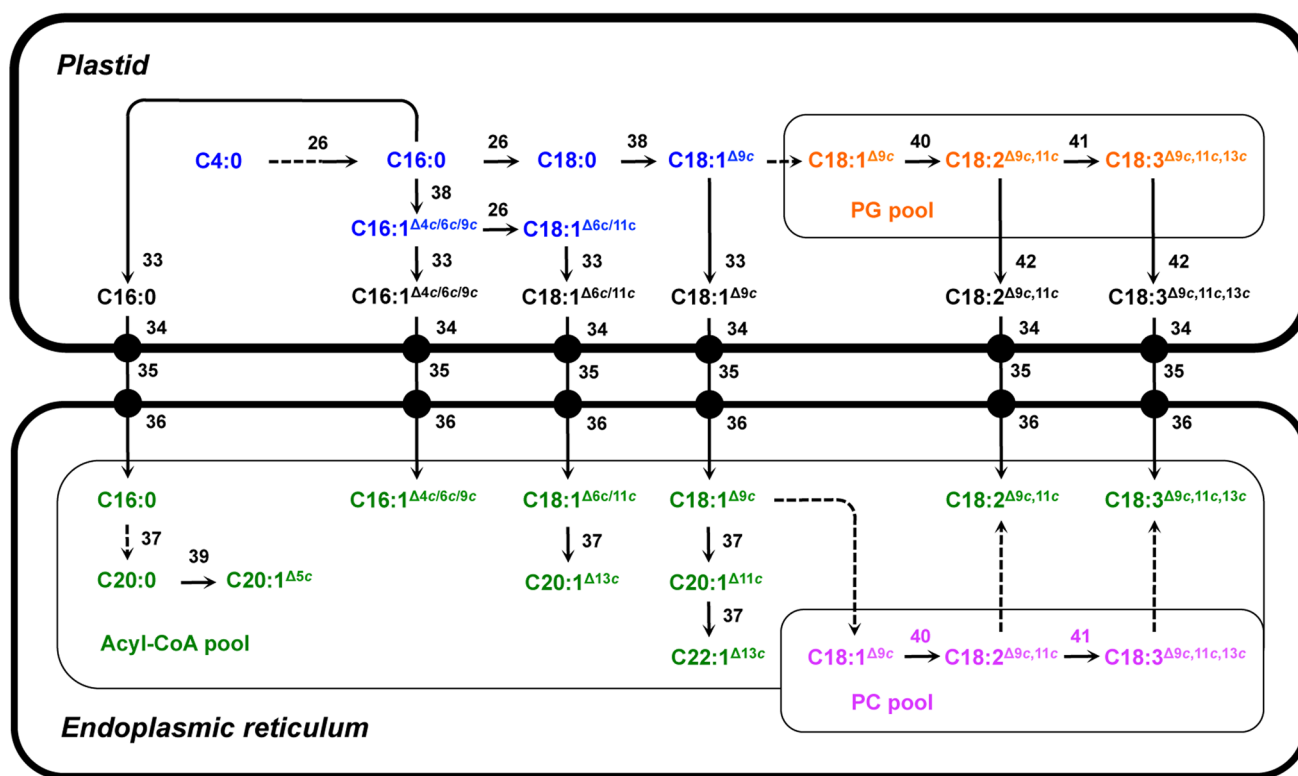 Plastid
C4:0 26 C16:0 26 C18:0 38 C18:1Δ9c C18:1Δ9c 40 C18:2Δ9c,11c 41 C18:3Δ9c,11c,13c
38
C16:1Δ4c/6c/9c 26 C18:1Δ6c/11c PG pool
33 33 33 33 42 42
C16:0 C16:1Δ4c/6c/9c C18:1Δ6c/11c C18:1Δ9c C18:2Δ9c,11c C18:3Δ9c,11c,13c
34 34 34 34 34 34
35 35 35 35 35 35
36 36 36 36 36 36
C16:0 C16:1Δ4c/6c/9c C18:1Δ6c/11c C18:1Δ9c C18:2Δ9c,11c C18:3Δ9c,11c,13c
37 37 37
C20:0 39 C20:1Δ5c C20:1Δ13c C20:1Δ11c
37
Acyl-CoA pool C22:1Δ13c C18:1Δ9c 40 C18:2Δ9c,11c 41 C18:3Δ9c,11c,13c
PC pool
Endoplasmic reticulum